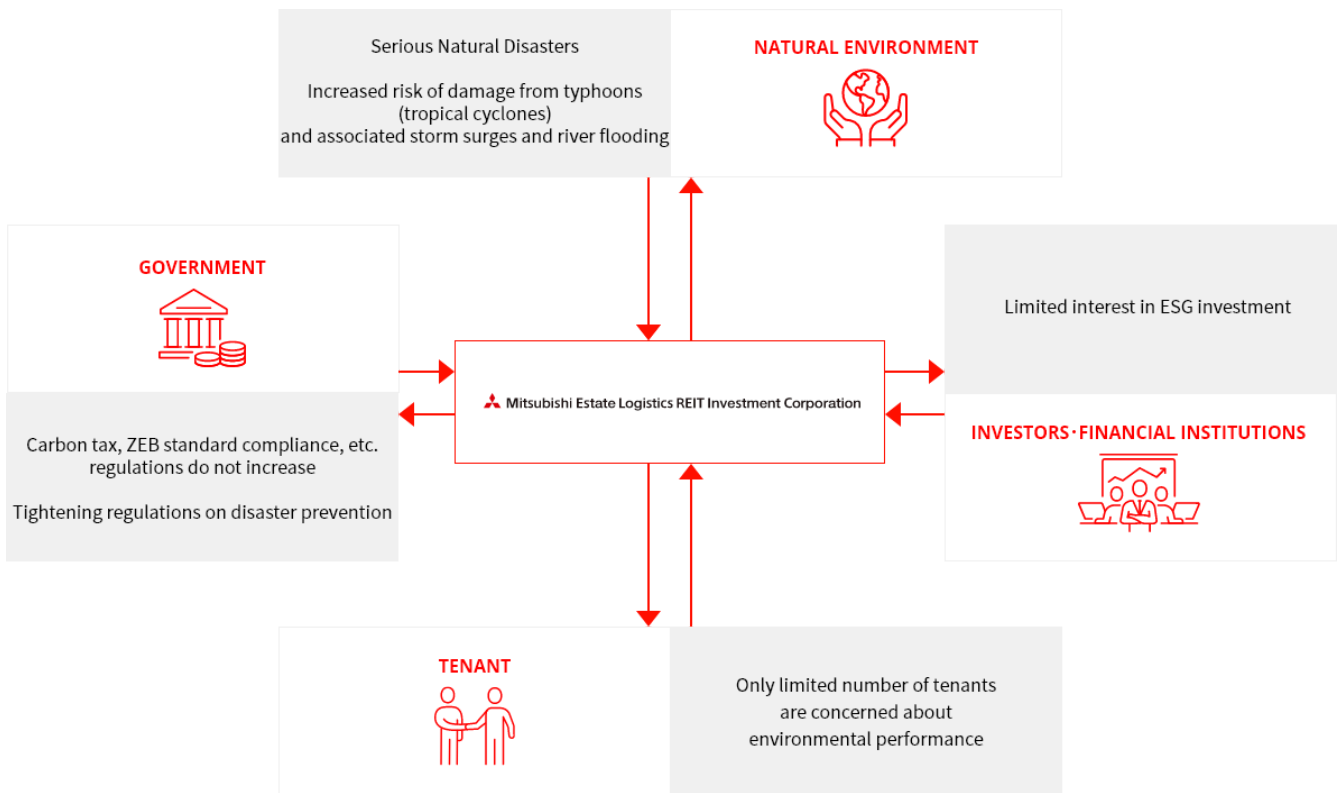 Serious Natural Disasters
Increased risk of damage from typhoons
(tropical cyclones)
and associated storm surges and river flooding
NATURAL ENVIRONMENT
GOVERNMENT
Carbon tax, ZEB standard compliance, etc.
regulations do not increase
Tightening regulations on disaster prevention
Mitsubishi Estate Logistics REIT Investment Corporation
Limited interest in ESG investment
INVESTORS・FINANCIAL INSTITUTIONS
TENANT
Only limited number of tenants
are concerned about
environmental performance